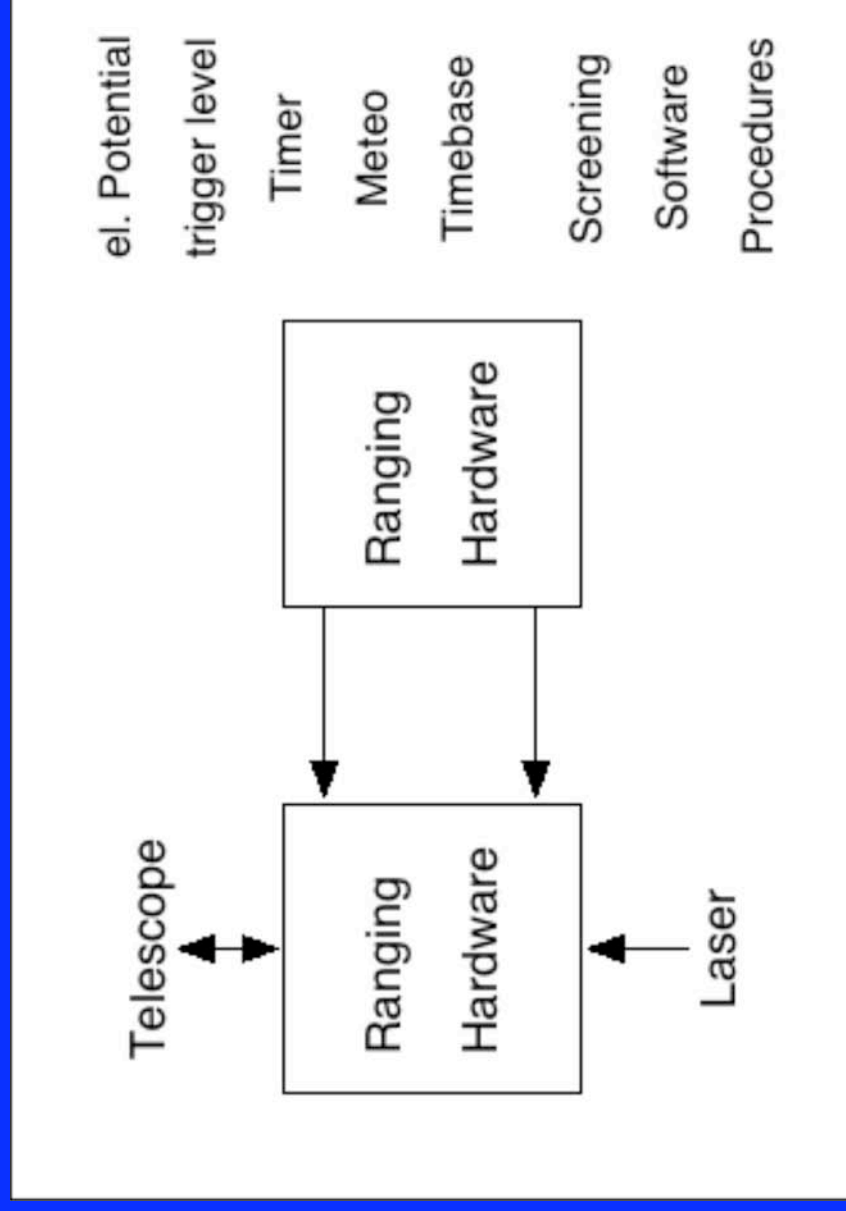 Telescope
Ranging
Hardware
Laser
Ranging
Hardware
el. Potential
trigger level
Timer
Meteo
Timebase
Screening
Software
Procedures